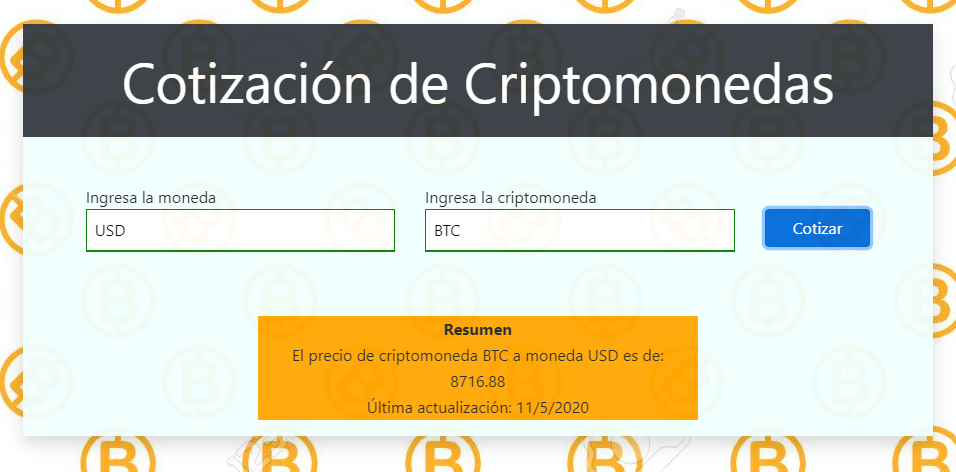 Cotización de Criptomonedas
Ingresa la moneda
Ingresa la criptomoneda
USD
BTC
Cotizar
Resumen
El precio de criptomoneda BTC a moneda USD es de:
8716.88
Última actualización: 11/5/2020